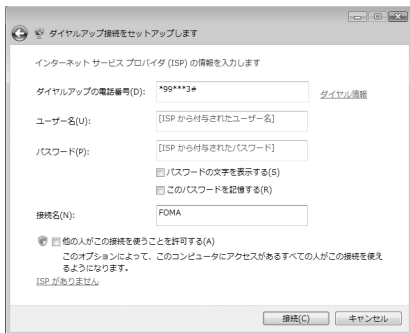 ダイヤルアップ接続をセットアップします
インターネット サービス プロバイダ (ISP) の情報を入力します
ダイヤルアップの電話番号(D):
*99***3#
ダイヤル情報
ユーザー名(U):
[ISP から付与されたユーザー名]
パスワード(P):
[ISP から付与されたパスワード]
パスワードの文字を表示する(S)
このパスワードを記憶する(R)
接続名(N):
FOMA
他の人がこの接続を使うことを許可する(A)
このオプションによって、このコンピュータにアクセスがあるすべての人がこの接続を使え
るようになります。
ISP がありません
接続(C)
キャンセル